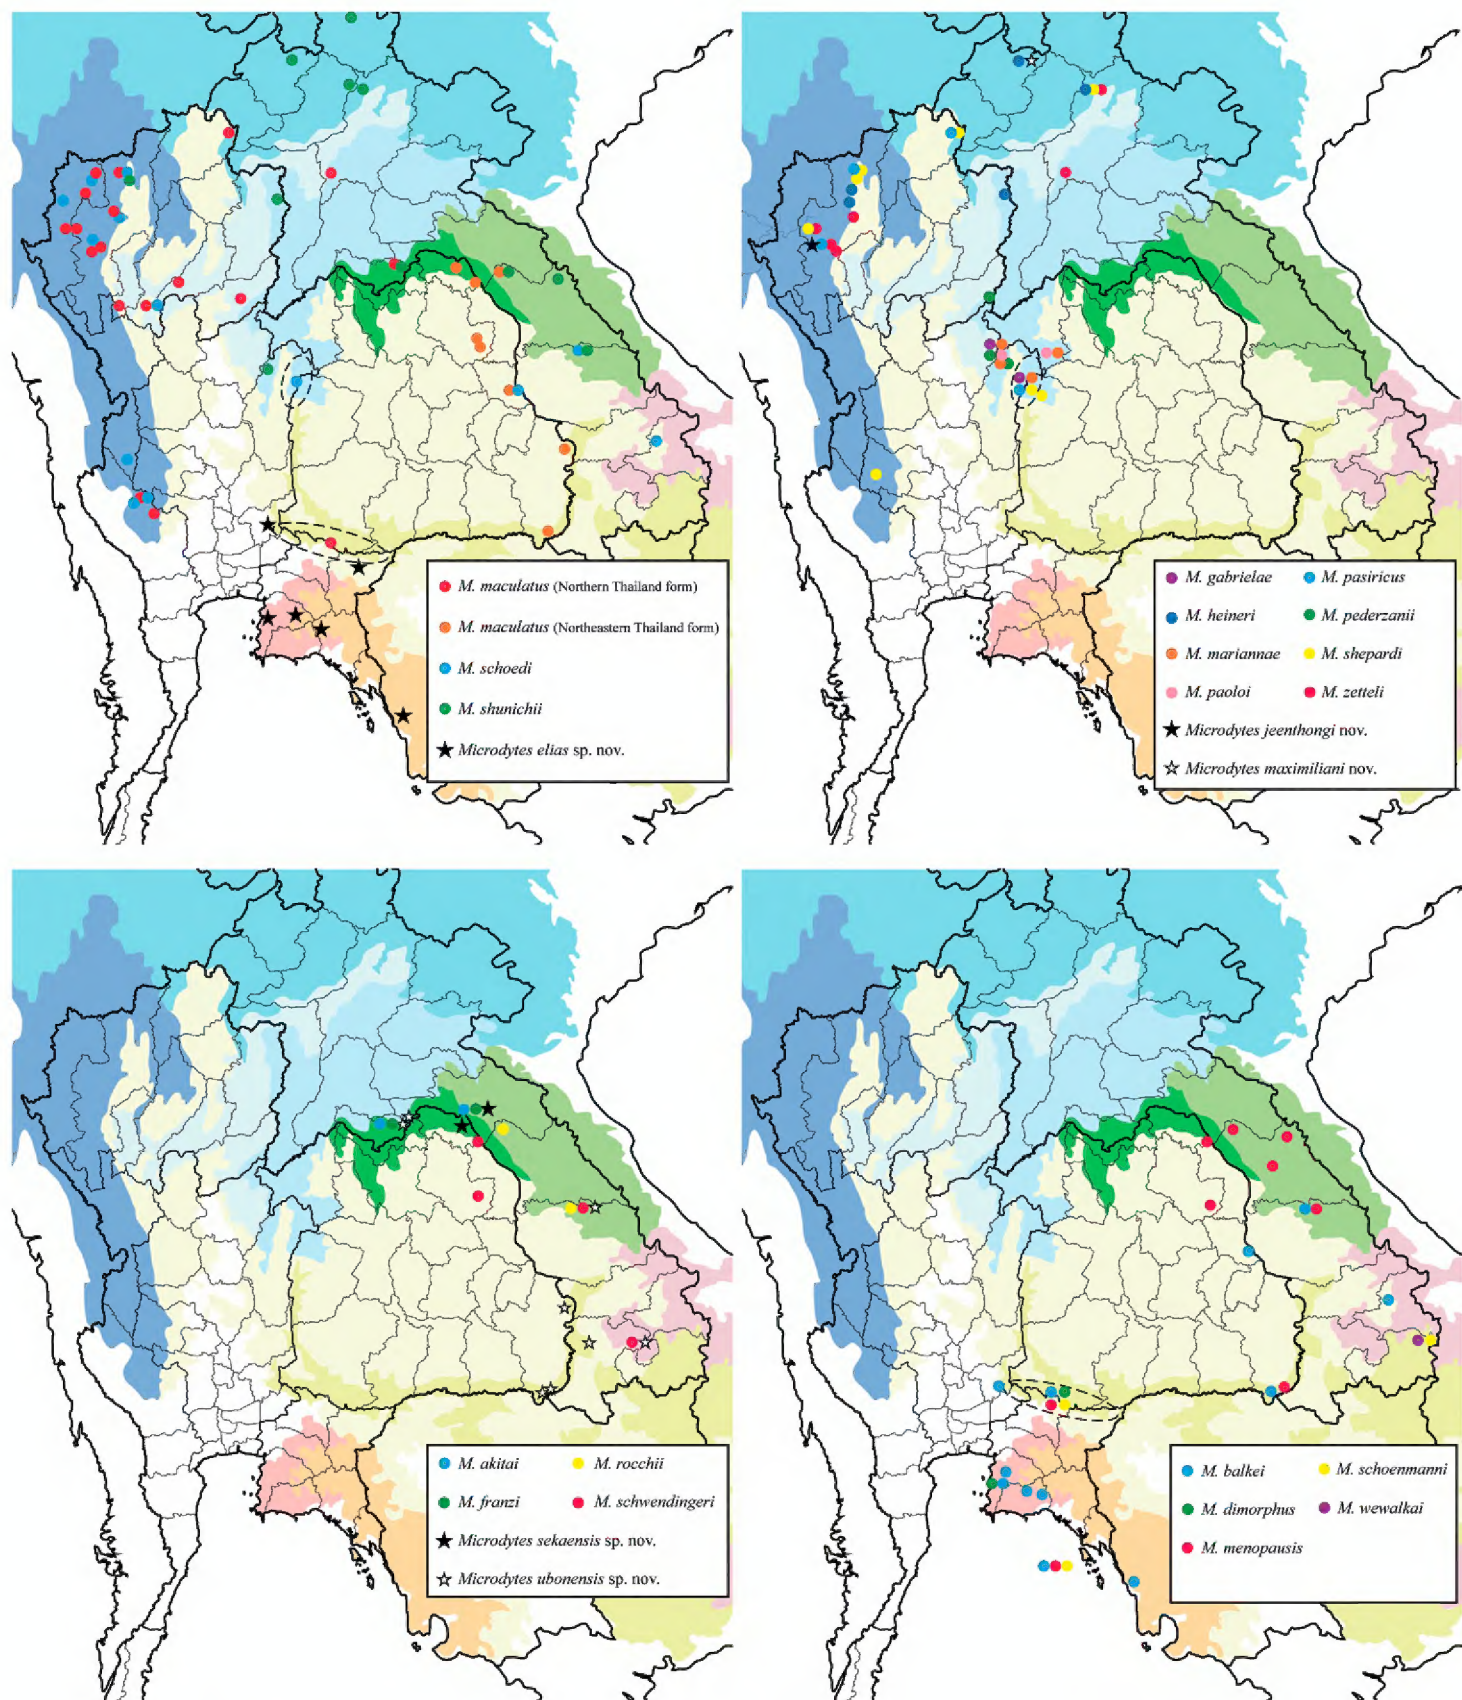 M. maculatus (Northern Thailand form)
M. maculatus (Northeastern Thailand form)
M. schoedi
M. shunichii
Microdytes elias sp. nov.
M. gabrielae
M. pasiricus
M. heineri
M. pederzanii
M. mariannae
M. shepardi
M. paoloi
M. zetteli
Microdytes jeenthongi nov.
Microdytes maximiliani nov.
M. akitai
M. rocchii
M. franzi
M. schwendingeri
Microdytes sekaensis sp. nov.
Microdytes ubonensis sp. nov.
M. balkei
M. schoenmanni
M. dimorphus
M. wewalkai
M. menopausis